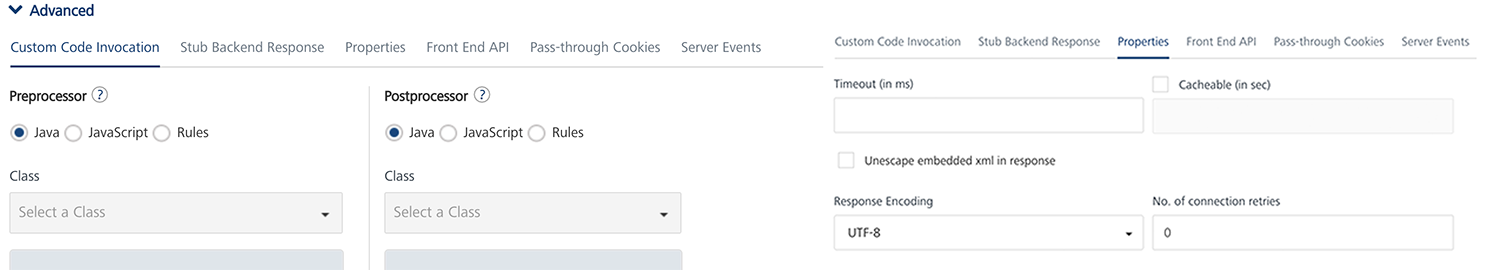 Advanced
Custom Code Invocation Stub Backend Response Properties Front End API Pass-through Cookies Server Events
Preprocessor ? Postprocessor ?
Java JavaScript Rules Java JavaScript Rules
Class Class
Select a Class Select a Class
Custom Code Invocation Stub Backend Response Properties Front End API Pass-through Cookies Server Events
Timeout (in ms) Cacheable (in sec)
Unescape embedded xml in response
Response Encoding No. of connection retries
UTF-8 0